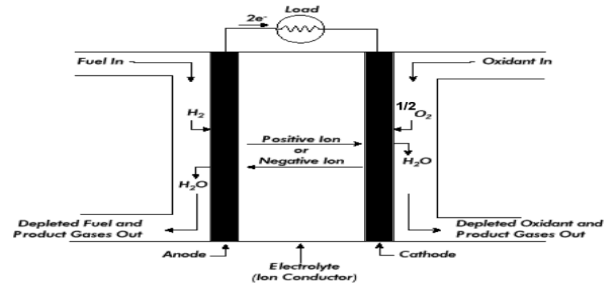 Load
2e⁻
Fuel In
Oxidant In
H₂
1/2 O₂
Positive Ion
or
Negative Ion
H₂O
H₂O
Depleted Fuel and
Product Gases Out
Depleted Oxidant and
Product Gases Out
Anode
Cathode
Electrolyte
(Ion Conductor)